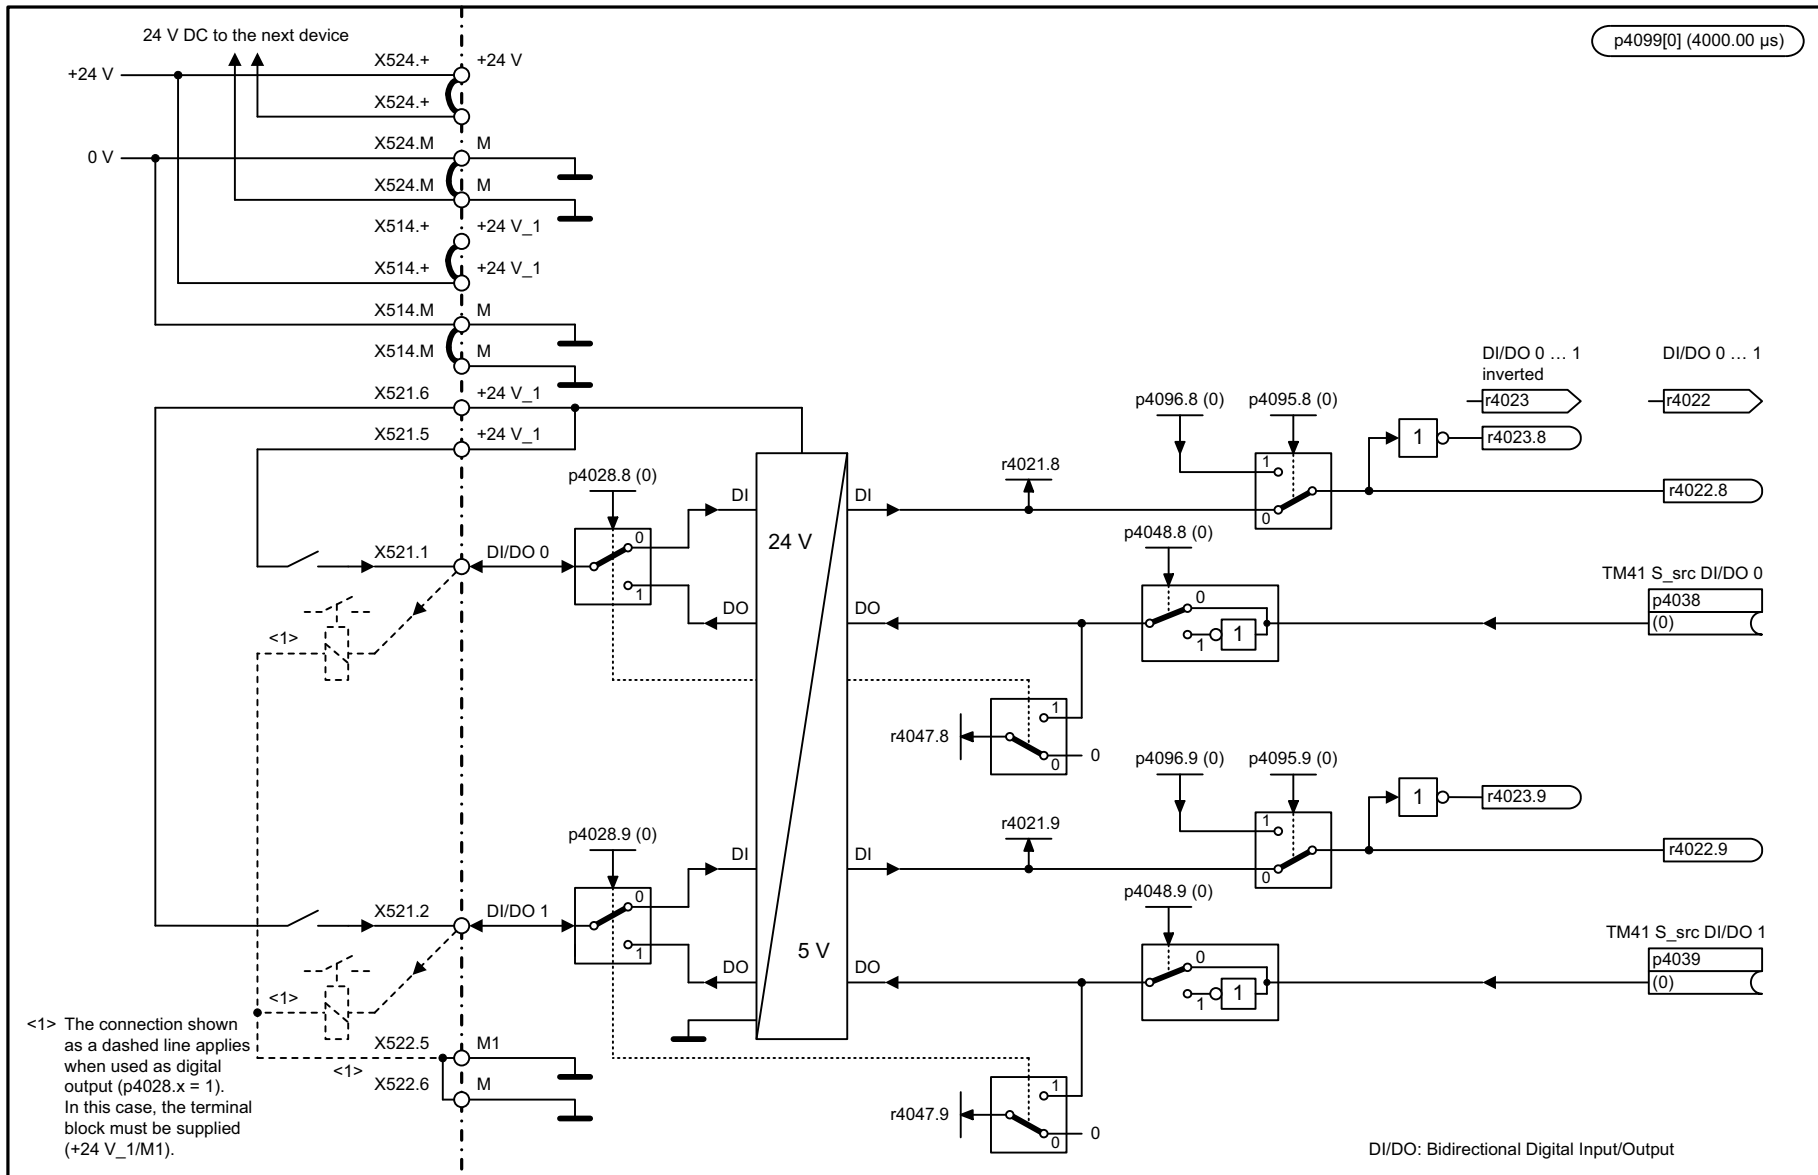 24 V DC to the next device
p4099[0] (4000.00 µs)
+24 V
X524.+
+24 V
X524.+
0 V
X524.M
M
X524.M
M
X514.+
+24 V_1
X514.+
+24 V_1
X514.M
M
X514.M
M
X521.6
+24 V_1
X521.5
+24 V_1
DI/DO 0 … 1
inverted
DI/DO 0 … 1
r4023
r4022
p4096.8 (0)
p4095.8 (0)
1
r4023.8
1
0
r4022.8
p4028.8 (0)
r4021.8
DI
DI
24 V
0
1
X521.1
DI/DO 0
p4048.8 (0)
0
1
1
DO
DO
TM41 S_src DI/DO 0
p4038
(0)
<1>
r4047.8
1
0
0
p4096.9 (0)
p4095.9 (0)
1
r4023.9
1
0
r4022.9
p4028.9 (0)
r4021.9
DI
DI
0
1
X521.2
DI/DO 1
p4048.9 (0)
0
1
1
5 V
DO
DO
TM41 S_src DI/DO 1
p4039
(0)
<1>
<1> The connection shown
as a dashed line applies
when used as digital
output (p4028.x = 1).
In this case, the terminal
block must be supplied
(+24 V_1/M1).
X522.5
M1
<1>
X522.6
M
r4047.9
1
0
0
DI/DO: Bidirectional Digital Input/Output